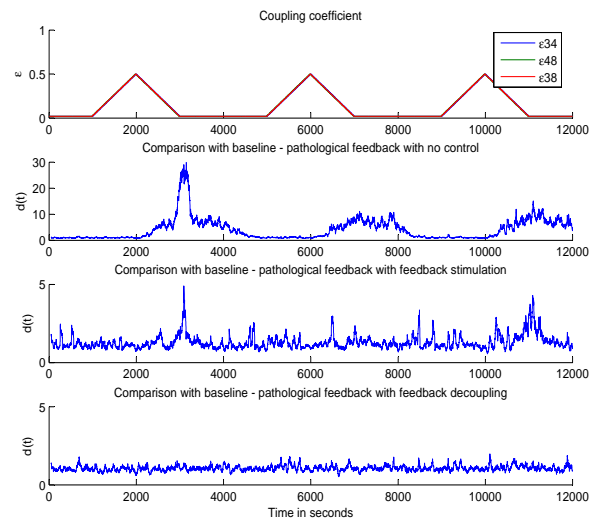 Coupling coefficient
1
0.5
0
ε
ε34
ε48
ε38
0 2000 4000 6000 8000 10000 12000
Comparison with baseline - pathological feedback with no control
30
20
10
0
d(t)
0 2000 4000 6000 8000 10000 12000
Comparison with baseline - pathological feedback with feedback stimulation
5
0
d(t)
0 2000 4000 6000 8000 10000 12000
Comparison with baseline - pathological feedback with feedback decoupling
5
0
d(t)
0 2000 4000 6000 8000 10000 12000
Time in seconds